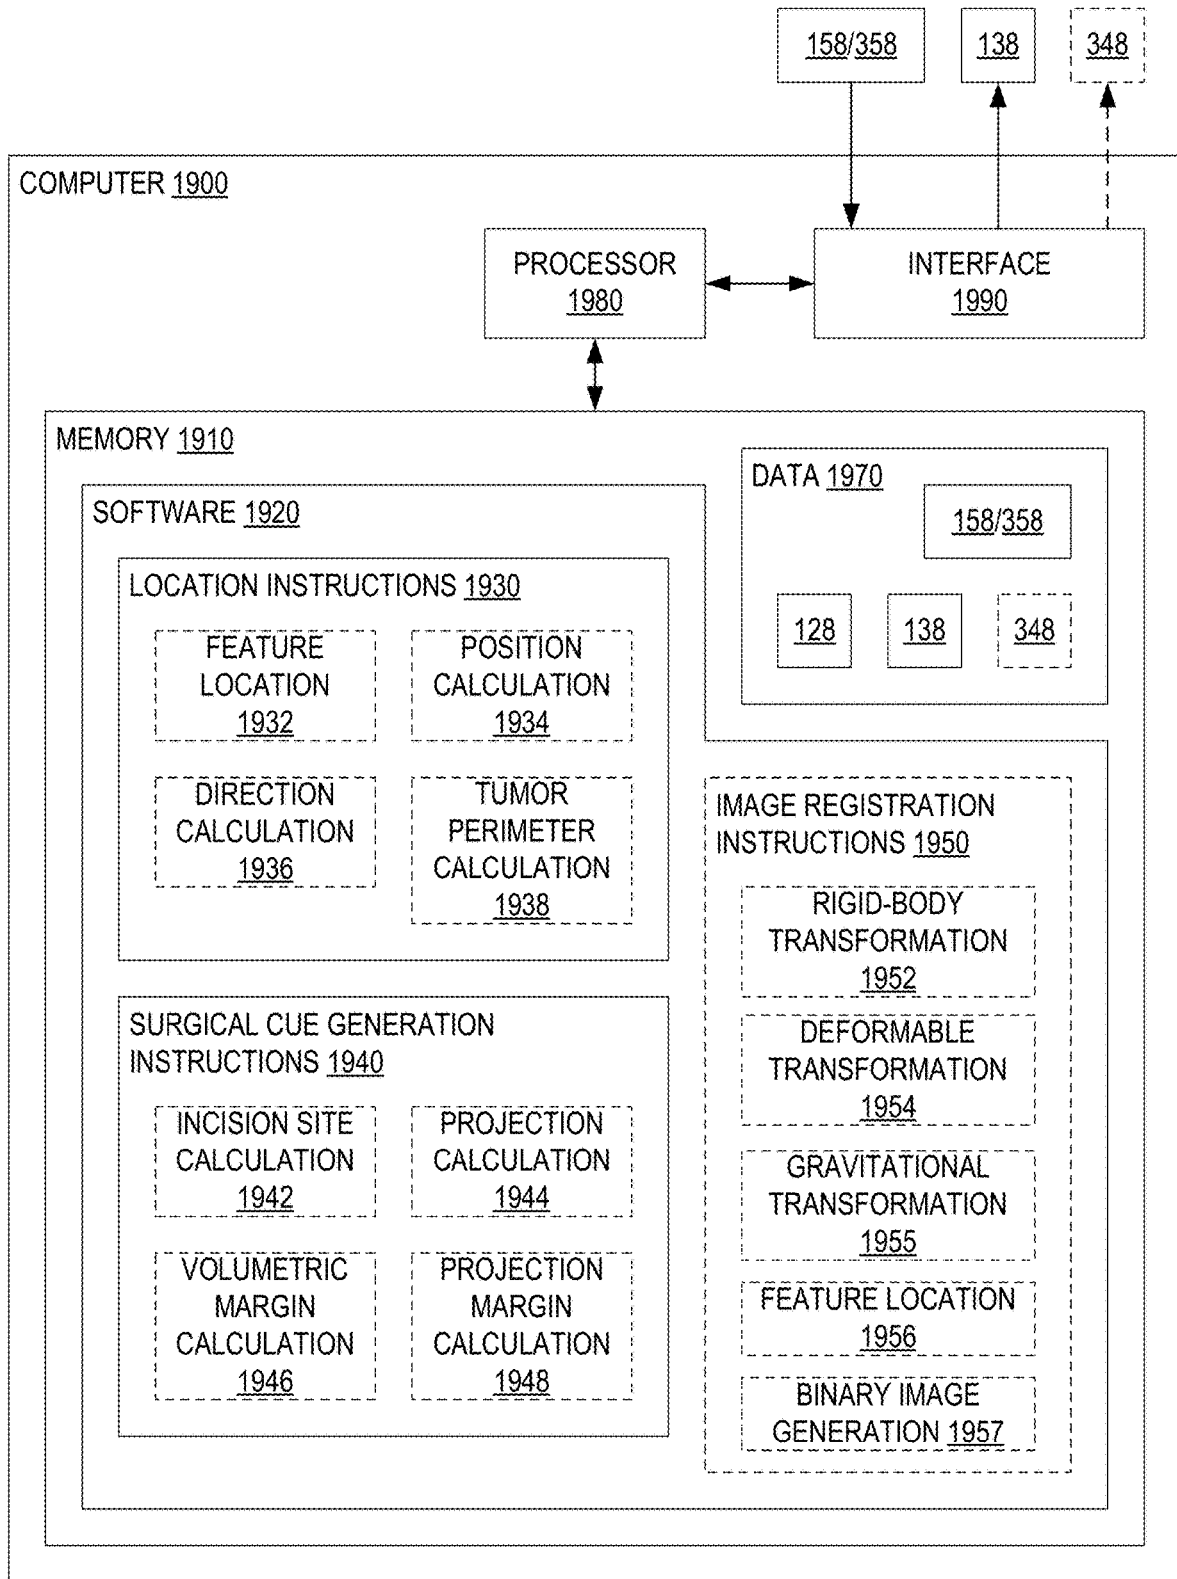 158/358
138
348
COMPUTER 1900
PROCESSOR
1980
INTERFACE
1990
MEMORY 1910
DATA 1970
158/358
128
138
348
SOFTWARE 1920
LOCATION INSTRUCTIONS 1930
FEATURE
LOCATION
1932
POSITION
CALCULATION
1934
DIRECTION
CALCULATION
1936
TUMOR
PERIMETER
CALCULATION
1938
SURGICAL CUE GENERATION
INSTRUCTIONS 1940
INCISION SITE
CALCULATION
1942
PROJECTION
CALCULATION
1944
VOLUMETRIC
MARGIN
CALCULATION
1946
PROJECTION
MARGIN
CALCULATION
1948
IMAGE REGISTRATION
INSTRUCTIONS 1950
RIGID-BODY
TRANSFORMATION
1952
DEFORMABLE
TRANSFORMATION
1954
GRAVITATIONAL
TRANSFORMATION
1955
FEATURE LOCATION
1956
BINARY IMAGE
GENERATION 1957